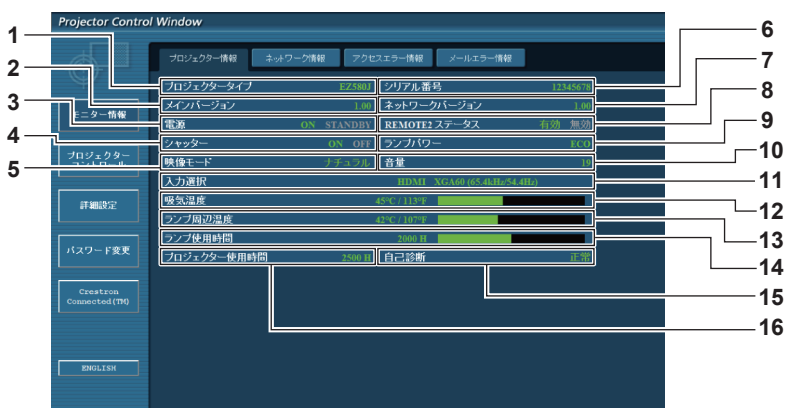 Projector Control Window
プロジェクター情報 ネットワーク情報 アクセスエラー情報 メールエラー情報
モニター情報
プロジェクター
コントロール
詳細設定
パスワード変更
Crestron
Connected(TM)
ENGLISH
プロジェクタータイプ EZ580J シリアル番号 12345678
メインバージョン 1.00 ネットワークバージョン 1.00
電源 ON STANDBY REMOTE2 ステータス 有効 無効
シャッター ON OFF ランプパワー ECO
映像モード ナチュラル 音量 19
入力選択 HDMI XGA60 (65.4kHz/54.4Hz)
吸気温度 45°C / 113°F
ランプ周辺温度 42°C / 107°F
ランプ使用時間 2000 H
プロジェクター使用時間 2500 H 自己診断 正常
1
2
3
4
5
6
7
8
9
10
11
12
13
14
15
16